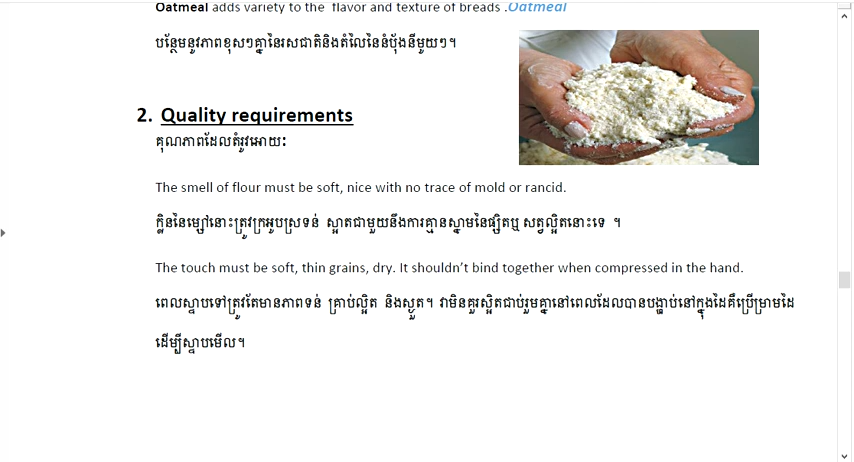 Oatmeal adds variety to the flavor and texture of breads .Oatmeal
បន្ថែមនូវភាពខុសៗគ្នានៃរសជាតិនិងតំលៃនៃនំប៉័ងនីមួយៗ។
2. Quality requirements
គុណភាពដែលតំរូវអោយ:
The smell of flour must be soft, nice with no trace of mold or rancid.
ក្លិននៃម្សៅនោះត្រូវក្រអូបស្រទន់ ស្អាតជាមួយនឹងការគ្មានស្នាមនៃផ្សិតឬ សត្វល្អិតនោះទេ ។
The touch must be soft, thin grains, dry. It shouldn't bind together when compressed in the hand.
ពេលស្ទាបទៅត្រូវតែមានភាពទន់ គ្រាប់ល្អិត និងស្ងួត។ វាមិនគួរស្អិតជាប់រួមគ្នានៅពេលដែលបានបង្ហាប់នៅក្នុងដៃគឺប្រើម្រាមដៃ
ដើម្បីស្ទាបមើល។